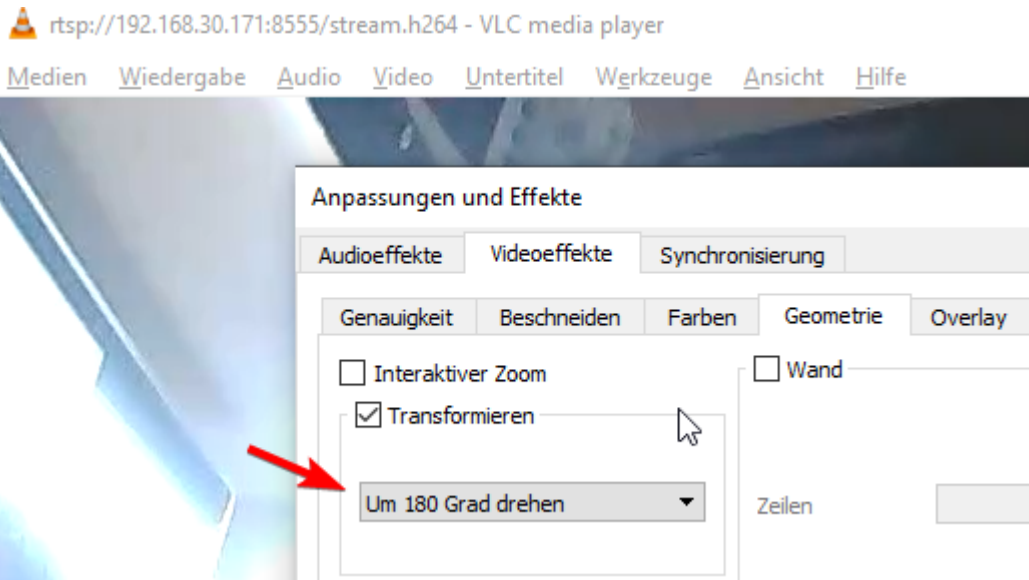 rtsp://192.168.30.171:8555/stream.h264 - VLC media player
Medien Wiedergabe Audio Video Untertitel Werkzeuge Ansicht Hilfe
Anpassungen und Effekte
Audioeffekte Videoeffekte Synchronisierung
Genauigkeit Beschneiden Farben Geometrie Overlay
Interaktiver Zoom Wand
Transformieren
Um 180 Grad drehen Zeilen